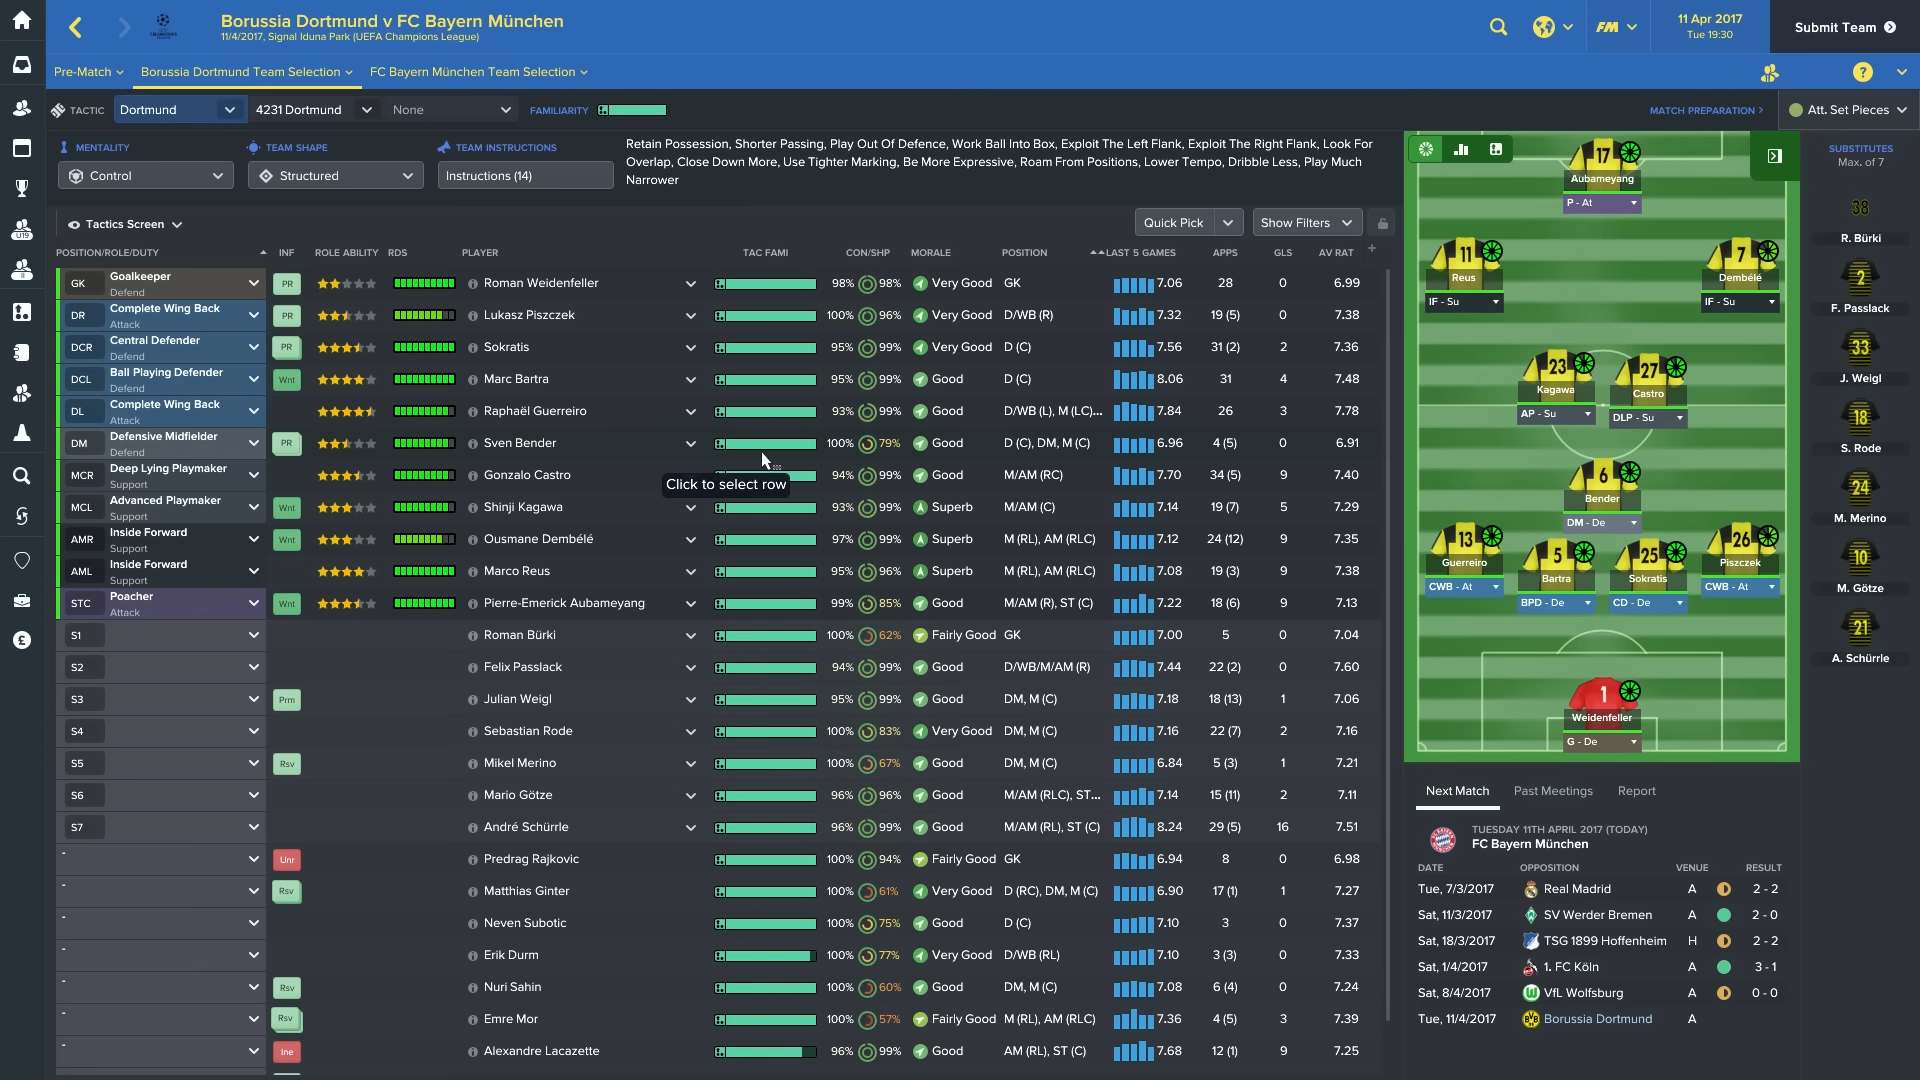 Borussia Dortmund v FC Bayern München
11/4/2017, Signal Iduna Park (UEFA Champions League)
FM
11 Apr 2017
Tue 19:30
Submit Team
Pre-Match
Borussia Dortmund Team Selection
FC Bayern München Team Selection
?
TACTIC
Dortmund
4231 Dortmund
None
FAMILIARITY
MATCH PREPARATION >
Att. Set Pieces
MENTALITY
Control
TEAM SHAPE
Structured
TEAM INSTRUCTIONS
Instructions (14)
Retain Possession, Shorter Passing, Play Out Of Defence, Work Ball Into Box, Exploit The Left Flank, Exploit The Right Flank, Look For
Overlap, Close Down More, Use Tighter Marking, Be More Expressive, Roam From Positions, Lower Tempo, Dribble Less, Play Much
Narrower
Tactics Screen
Quick Pick
Show Filters
POSITION/ROLE/DUTY INF ROLE ABILITY RDS PLAYER TAC FAMI CON/SHP MORALE POSITION LAST 5 GAMES APPS GLS AV RAT +
GK Goalkeeper Defend PR Roman Weidenfeller 98% 98% Very Good GK 7.06 28 0 6.99
DR Complete Wing Back Attack PR Lukasz Piszczek 100% 96% Very Good D/WB (R) 7.32 19 (5) 0 7.38
DCR Central Defender Defend PR Sokratis 95% 99% Very Good D (C) 7.56 31 (2) 2 7.36
DCL Ball Playing Defender Defend Wnt Marc Bartra 95% 99% Good D (C) 8.06 31 4 7.48
DL Complete Wing Back Attack Raphaël Guerreiro 93% 99% Good D/WB (L), M (LC)... 7.84 26 3 7.78
DM Defensive Midfielder Defend PR Sven Bender 100% 79% Good D (C), DM, M (C) 6.96 4 (5) 0 6.91
MCR Deep Lying Playmaker Support Gonzalo Castro 94% 99% Good M/AM (RC) 7.70 34 (5) 9 7.40
Click to select row
MCL Advanced Playmaker Support Wnt Shinji Kagawa 93% 99% Superb M/AM (C) 7.14 19 (7) 5 7.29
AMR Inside Forward Support Wnt Ousmane Dembélé 97% 99% Superb M (RL), AM (RLC) 7.12 24 (12) 9 7.35
AML Inside Forward Support Marco Reus 95% 96% Superb M (RL), AM (RLC) 7.08 19 (3) 9 7.38
STC Poacher Attack Wnt Pierre-Emerick Aubameyang 99% 85% Good M/AM (R), ST (C) 7.22 18 (6) 9 7.13
S1 Roman Bürki 100% 62% Fairly Good GK 7.00 5 0 7.04
S2 Felix Passlack 94% 99% Good D/WB/M/AM (R) 7.44 22 (2) 0 7.60
S3 Prm Julian Weigl 95% 99% Good DM, M (C) 7.18 18 (13) 1 7.06
S4 Sebastian Rode 100% 83% Very Good DM, M (C) 7.16 22 (7) 2 7.16
S5 Rsv Mikel Merino 100% 67% Good DM, M (C) 6.84 5 (3) 1 7.21
S6 Mario Götze 96% 96% Good M/AM (RLC), ST... 7.14 15 (11) 2 7.11
S7 André Schürrle 96% 99% Good M/AM (RL), ST (C) 8.24 29 (5) 16 7.51
- Unr Predrag Rajkovic 100% 94% Fairly Good GK 6.94 8 0 6.98
- Rsv Matthias Ginter 100% 61% Very Good D (RC), DM, M (C) 6.90 17 (1) 1 7.27
- Neven Subotic 100% 75% Good D (C) 7.10 3 0 7.37
- Erik Durm 100% 77% Very Good D/WB (RL) 7.10 3 (3) 0 7.33
- Rsv Nuri Sahin 100% 60% Good DM, M (C) 7.08 6 (4) 0 7.24
- Rsv Emre Mor 100% 57% Fairly Good M (RL), AM (RLC) 7.36 4 (5) 3 7.39
- Ine Alexandre Lacazette 96% 99% Good AM (RL), ST (C) 7.68 12 (1) 9 7.25
17
Aubameyang
P - At
11 7
Reus Dembélé
IF - Su IF - Su
23 27
Kagawa Castro
AP - Su DLP - Su
6
Bender
DM - De
13 5 25 26
Guerreiro Bartra Sokratis Piszczek
CWB - At BPD - De CD - De CWB - At
1
Weidenfeller
G - De
SUBSTITUTES
Max. of 7
38
R. Bürki
2
F. Passlack
33
J. Weigl
18
S. Rode
24
M. Merino
10
M. Götze
21
A. Schürrle
Next Match Past Meetings Report
TUESDAY 11TH APRIL 2017 (TODAY)
FC Bayern München
DATE OPPOSITION VENUE RESULT
Tue, 7/3/2017 Real Madrid A 2 - 2
Sat, 11/3/2017 SV Werder Bremen A 2 - 0
Sat, 18/3/2017 TSG 1899 Hoffenheim H 2 - 2
Sat, 1/4/2017 1. FC Köln A 3 - 1
Sat, 8/4/2017 VfL Wolfsburg A 0 - 0
Tue, 11/4/2017 Borussia Dortmund A